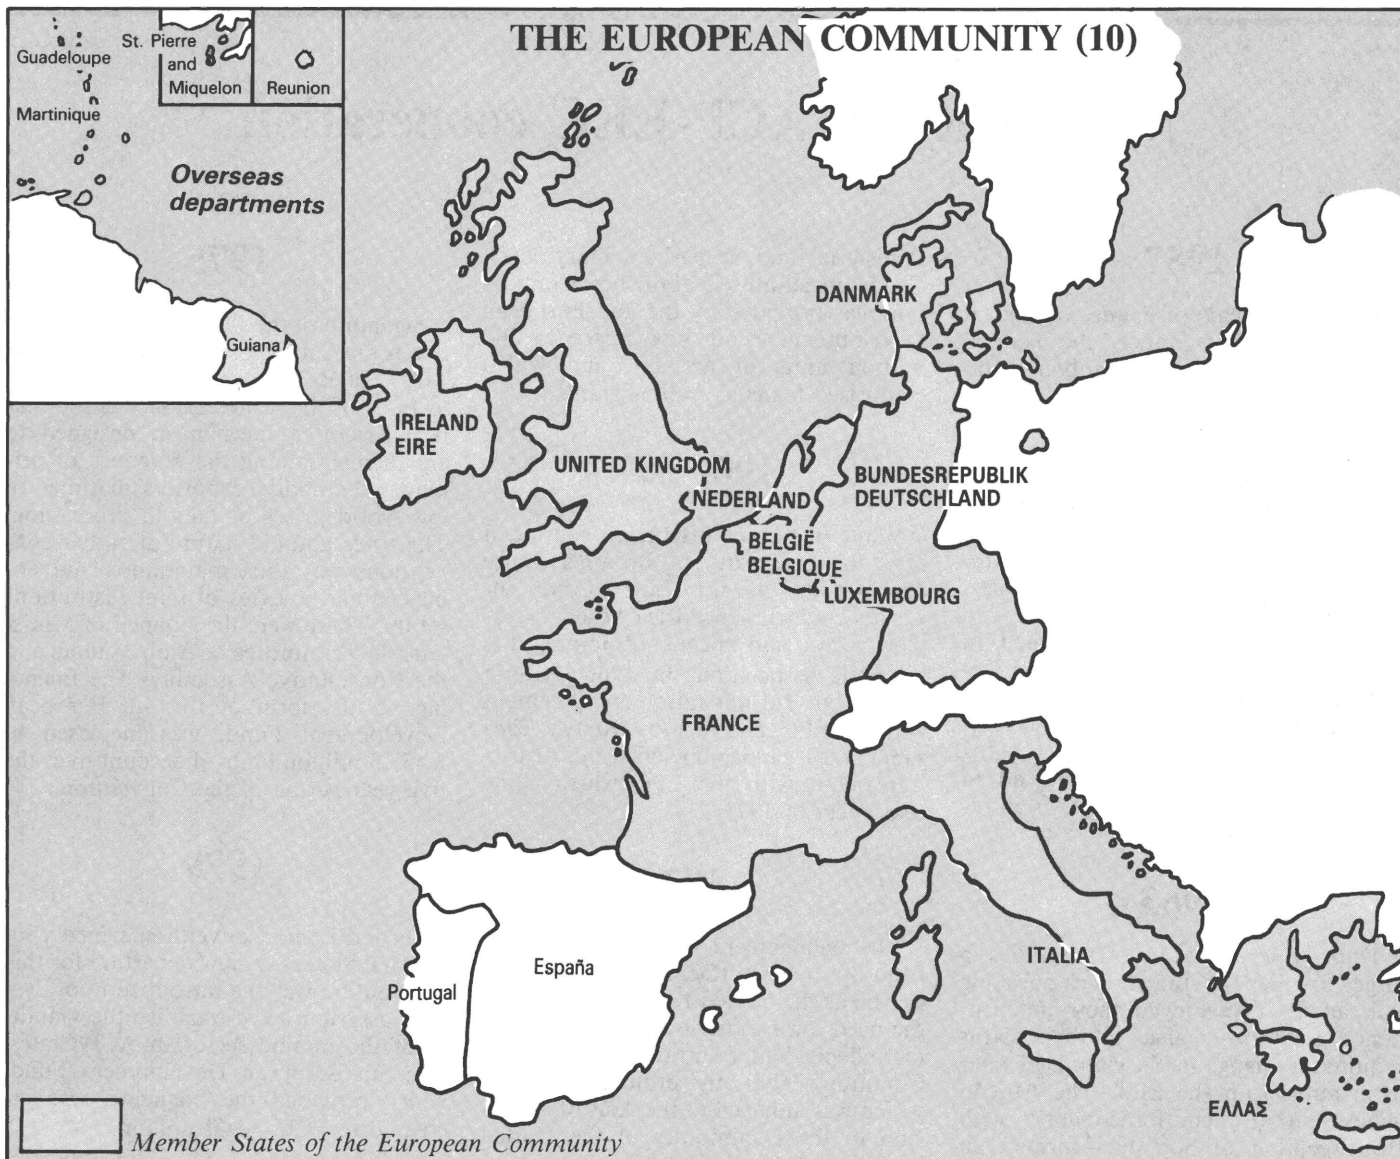 THE EUROPEAN COMMUNITY (10)
Guadeloupe
St. Pierre
and
Miquelon
Reunion
Martinique
Overseas
departments
Guiana
DANMARK
IRELAND
EIRE
UNITED KINGDOM
NEDERLAND
BUNDESREPUBLIK
DEUTSCHLAND
BELGIË
BELGIQUE
LUXEMBOURG
FRANCE
ITALIA
España
Portugal
ΕΛΛΑΣ
Member States of the European Community